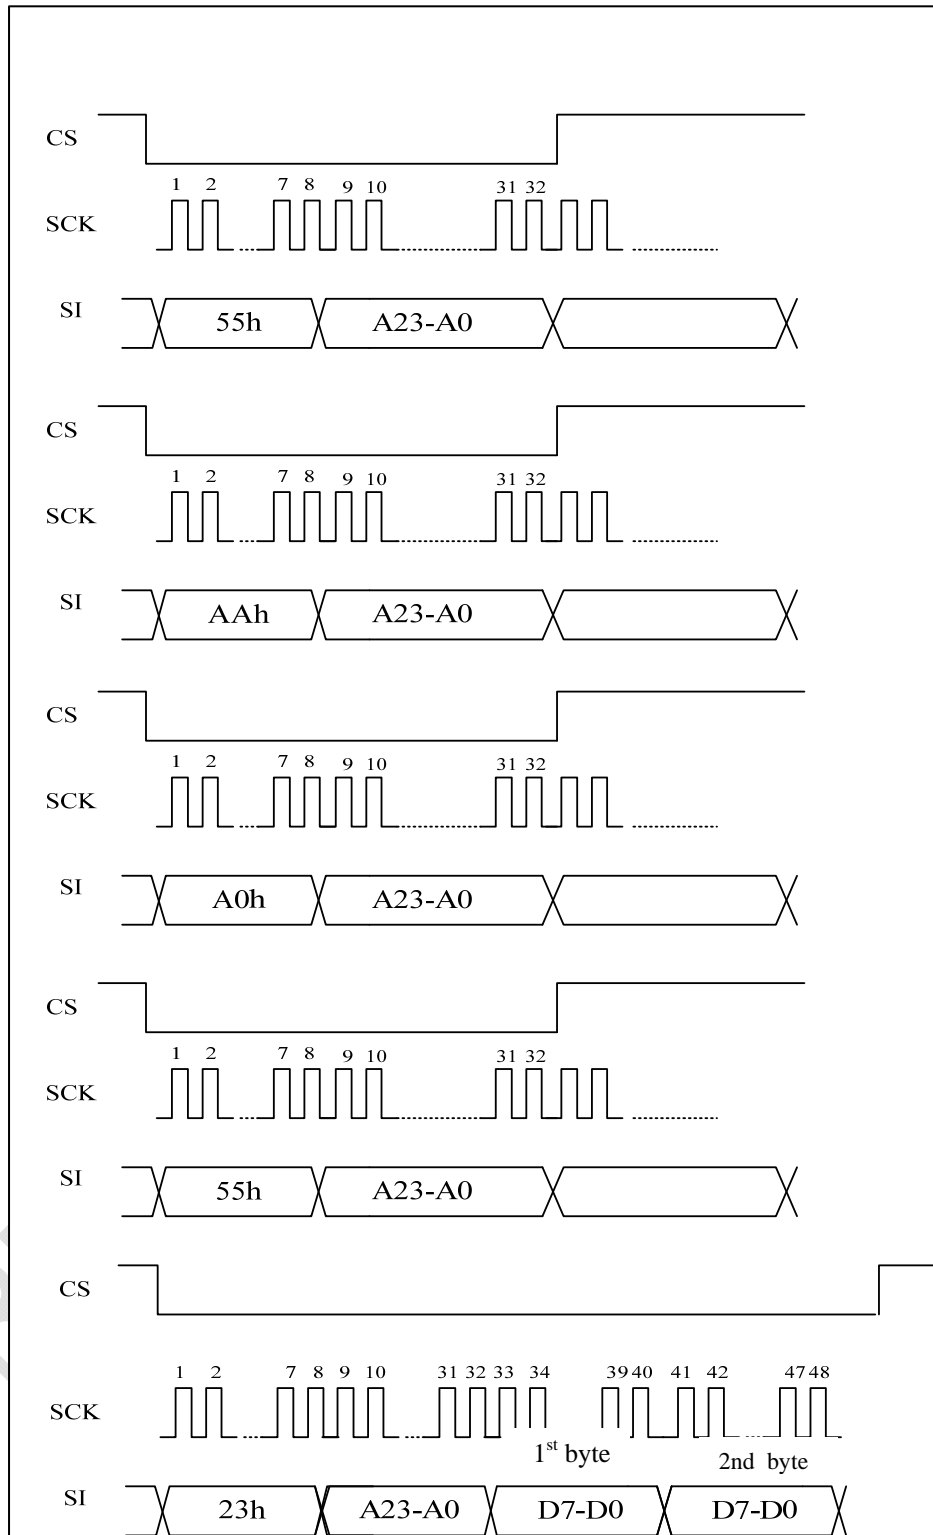 CS
1 2 7 8 9 10 31 32
SCK
SI 55h A23-A0
CS
1 2 7 8 9 10 31 32
SCK
SI AAh A23-A0
CS
1 2 7 8 9 10 31 32
SCK
SI A0h A23-A0
CS
1 2 7 8 9 10 31 32
SCK
SI 55h A23-A0
CS
1 2 7 8 9 10 31 32 33 34 39 40 41 42 47 48
SCK
1st byte 2nd byte
SI 23h A23-A0 D7-D0 D7-D0